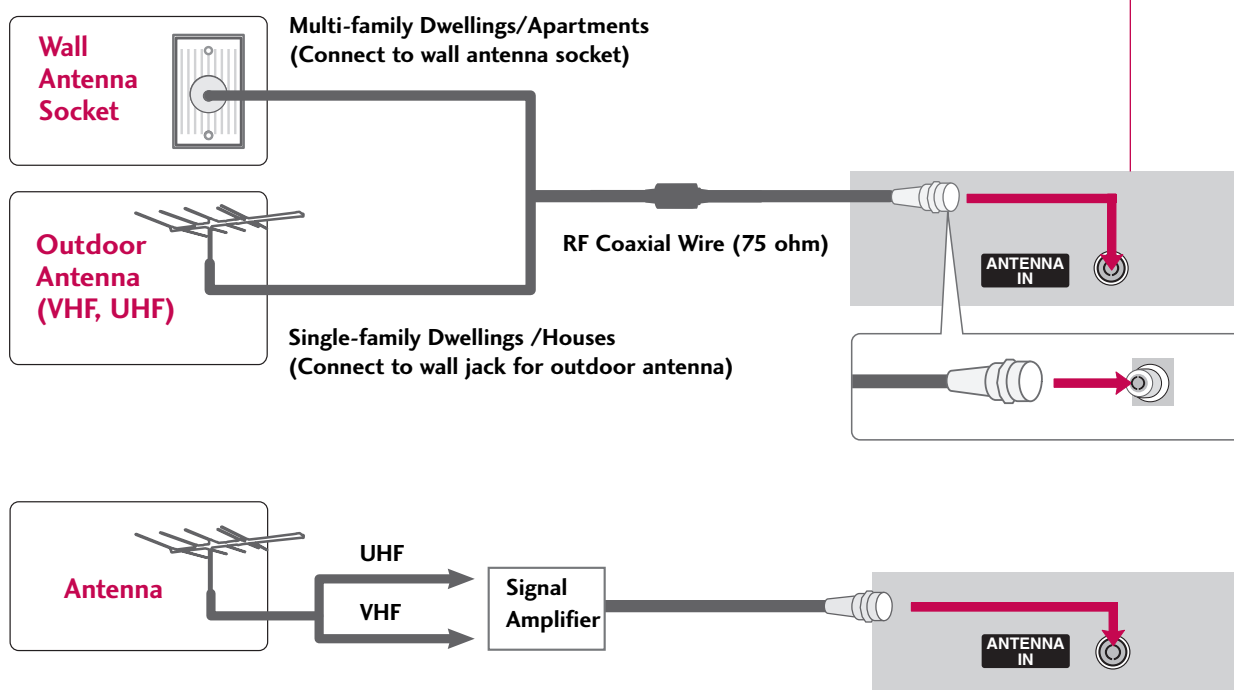 Wall
Antenna
Socket
Multi-family Dwellings/Apartments
(Connect to wall antenna socket)
Outdoor
Antenna
(VHF, UHF)
RF Coaxial Wire (75 ohm)
ANTENNA
IN
Single-family Dwellings /Houses
(Connect to wall jack for outdoor antenna)
Antenna
UHF
VHF
Signal
Amplifier
ANTENNA
IN